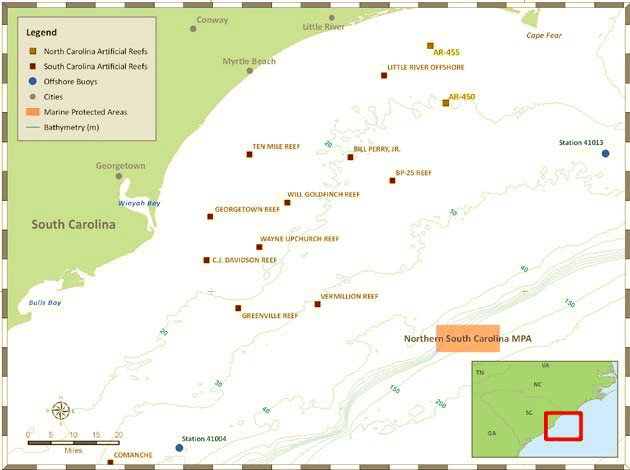 Conway
Little River
Cape Fear
Legend
North Carolina Artificial Reefs
South Carolina Artificial Reefs
Offshore Buoys
Cities
Marine Protected Areas
Bathymetry (m)
Myrtle Beach
AR-455
LITTLE RIVER OFFSHORE
AR-450
Station 41013
TEN MILE REEF
20
BILL PERRY, JR.
BP-25 REEF
Georgetown
Winyah Bay
WILL GOLDFINCH REEF
GEORGETOWN REEF
30
South Carolina
WAYNE UPCHURCH REEF
C.J. DAVIDSON REEF
40
Bulls Bay
VERMILLION REEF
150
GREENVILLE REEF
20
Northern South Carolina MPA
VA
TN
NC
30
150
SC
40
200
GA
0 5 10 15 20
Miles
Station 41004
COMANCHE